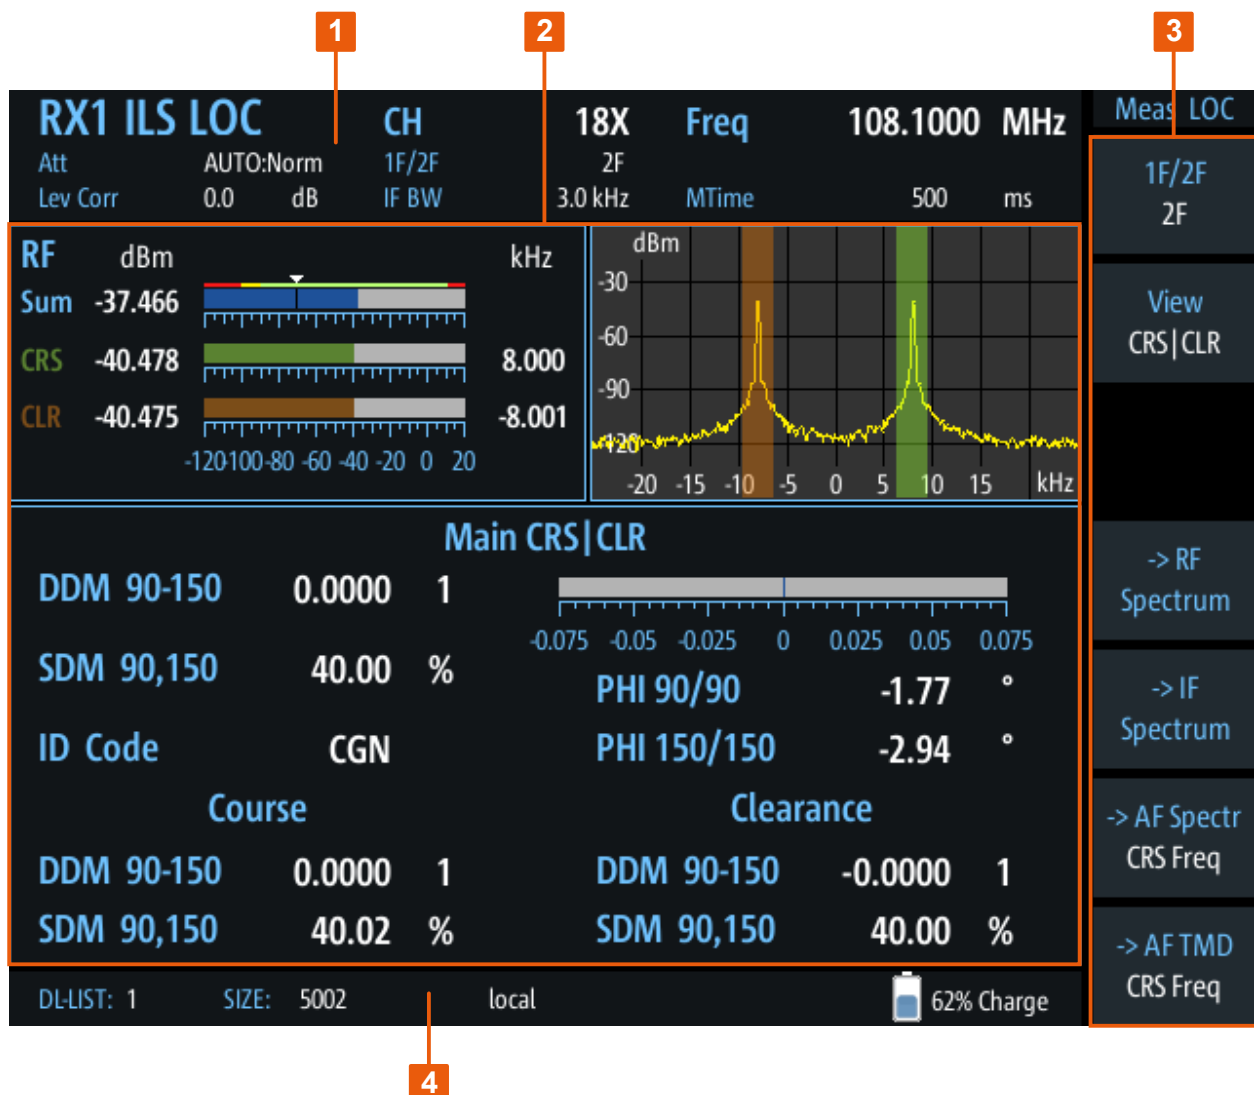 1 2 3
RX1 ILS LOC CH 18X Freq 108.1000 MHz
Att AUTO:Norm 1F/2F 2F
Lev Corr 0.0 dB IF BW 3.0 kHz MTime 500 ms
RF dBm kHz
Sum -37.466
CRS -40.478 8.000
CLR -40.475 -8.001
-120-100-80 -60 -40 -20 0 20
dBm
-30
-60
-90
-120
-20 -15 -10 -5 0 5 10 15 kHz
Main CRS|CLR
DDM 90-150 0.0000 1
-0.075 -0.05 -0.025 0 0.025 0.05 0.075
SDM 90,150 40.00 %
PHI 90/90 -1.77 °
ID Code CGN
PHI 150/150 -2.94 °
Course
DDM 90-150 0.0000 1
SDM 90,150 40.02 %
Clearance
DDM 90-150 -0.0000 1
SDM 90,150 40.00 %
DL-LIST: 1 SIZE: 5002 local 62% Charge
Meas LOC
1F/2F
2F
View
CRS|CLR
-> RF
Spectrum
-> IF
Spectrum
-> AF Spectr
CRS Freq
-> AF TMD
CRS Freq
4